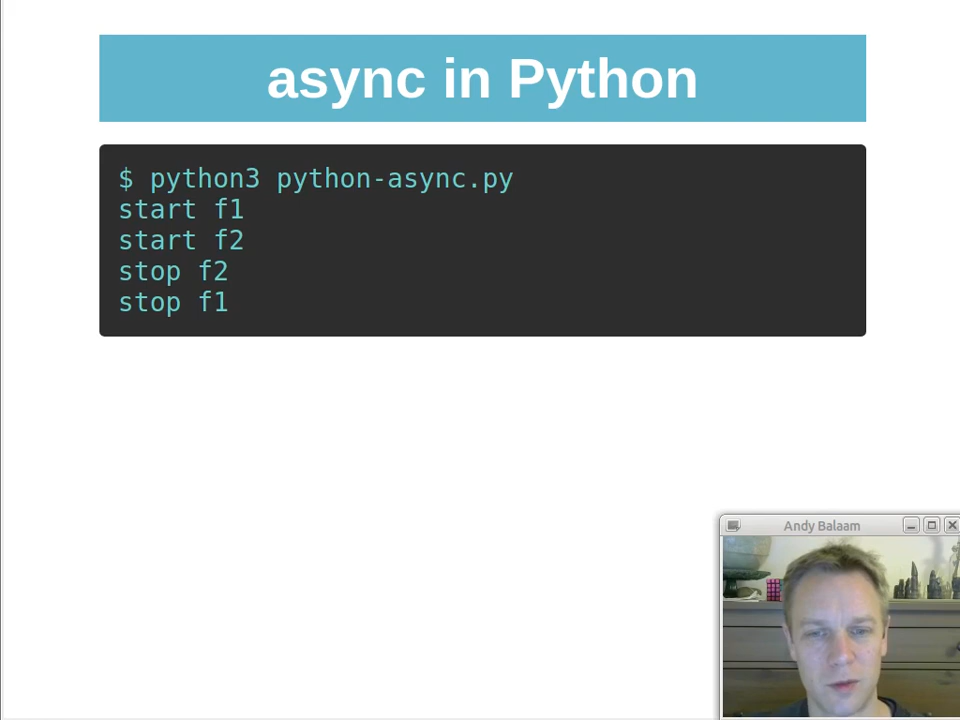 async in Python
$ python3 python-async.py
start f1
start f2
stop f2
stop f1
Andy Balaam